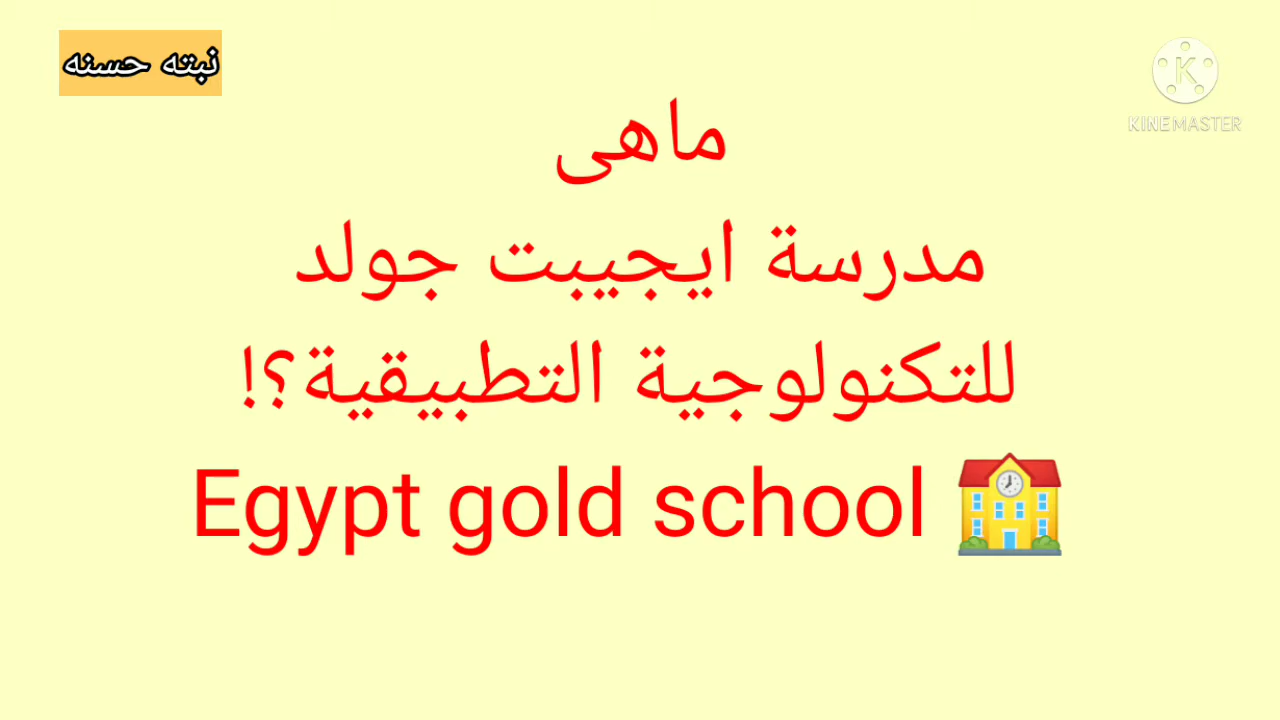 نبته حسنه
KINEMASTER
ماهى
مدرسة ايجيبت جولد
للتكنولوجية التطبيقية؟!
Egypt gold school 🏫